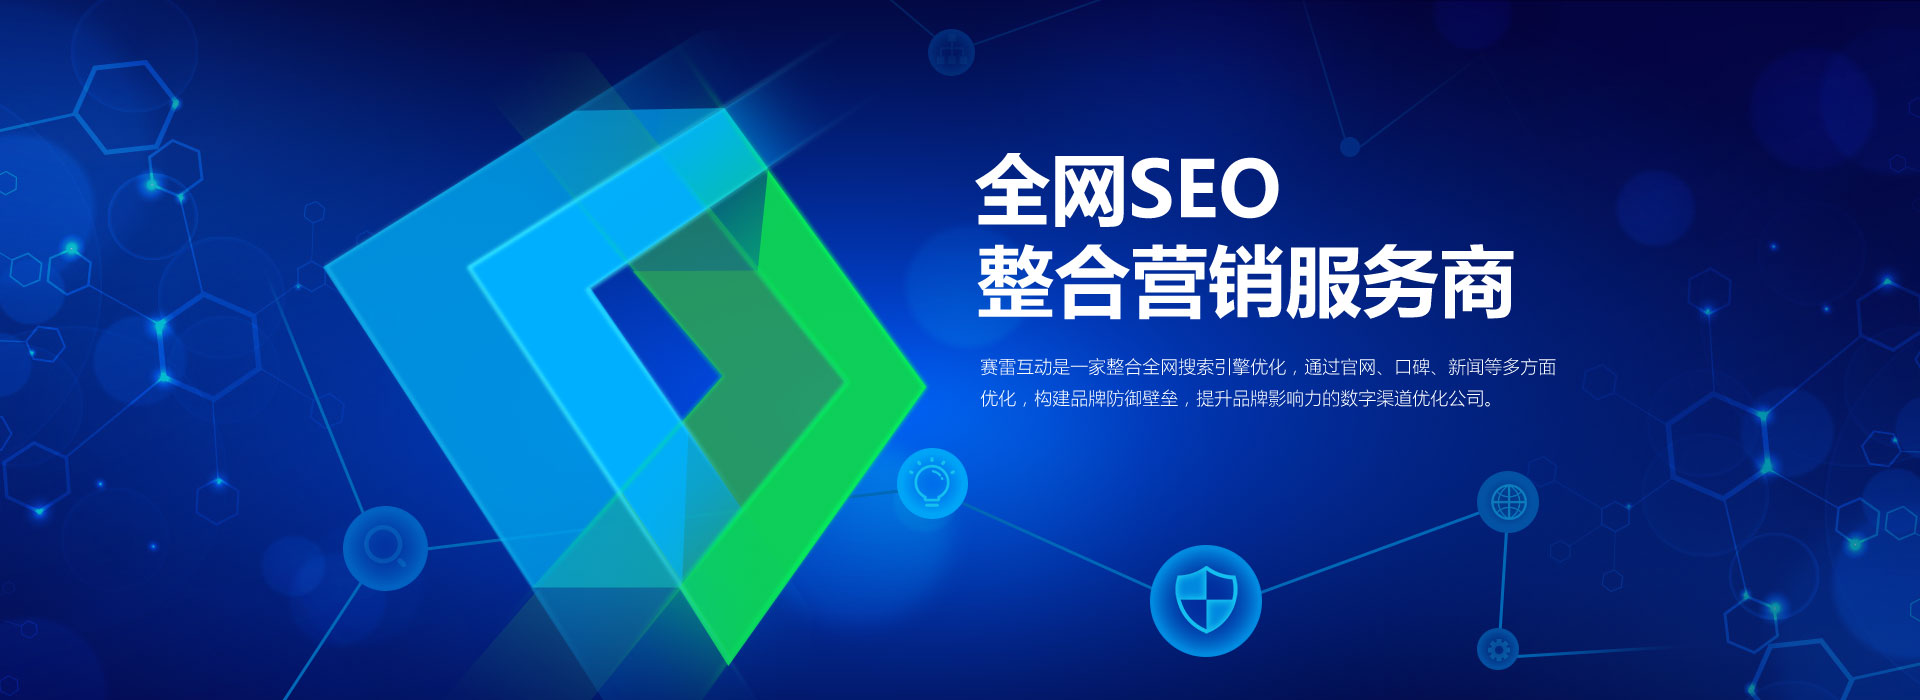 全网SEO
整合营销服务商
赛雷互动是一家整合全网搜索引擎优化，通过官网、口碑、新闻等多方面
优化，构建品牌防御壁垒，提升品牌影响力的数字渠道优化公司。